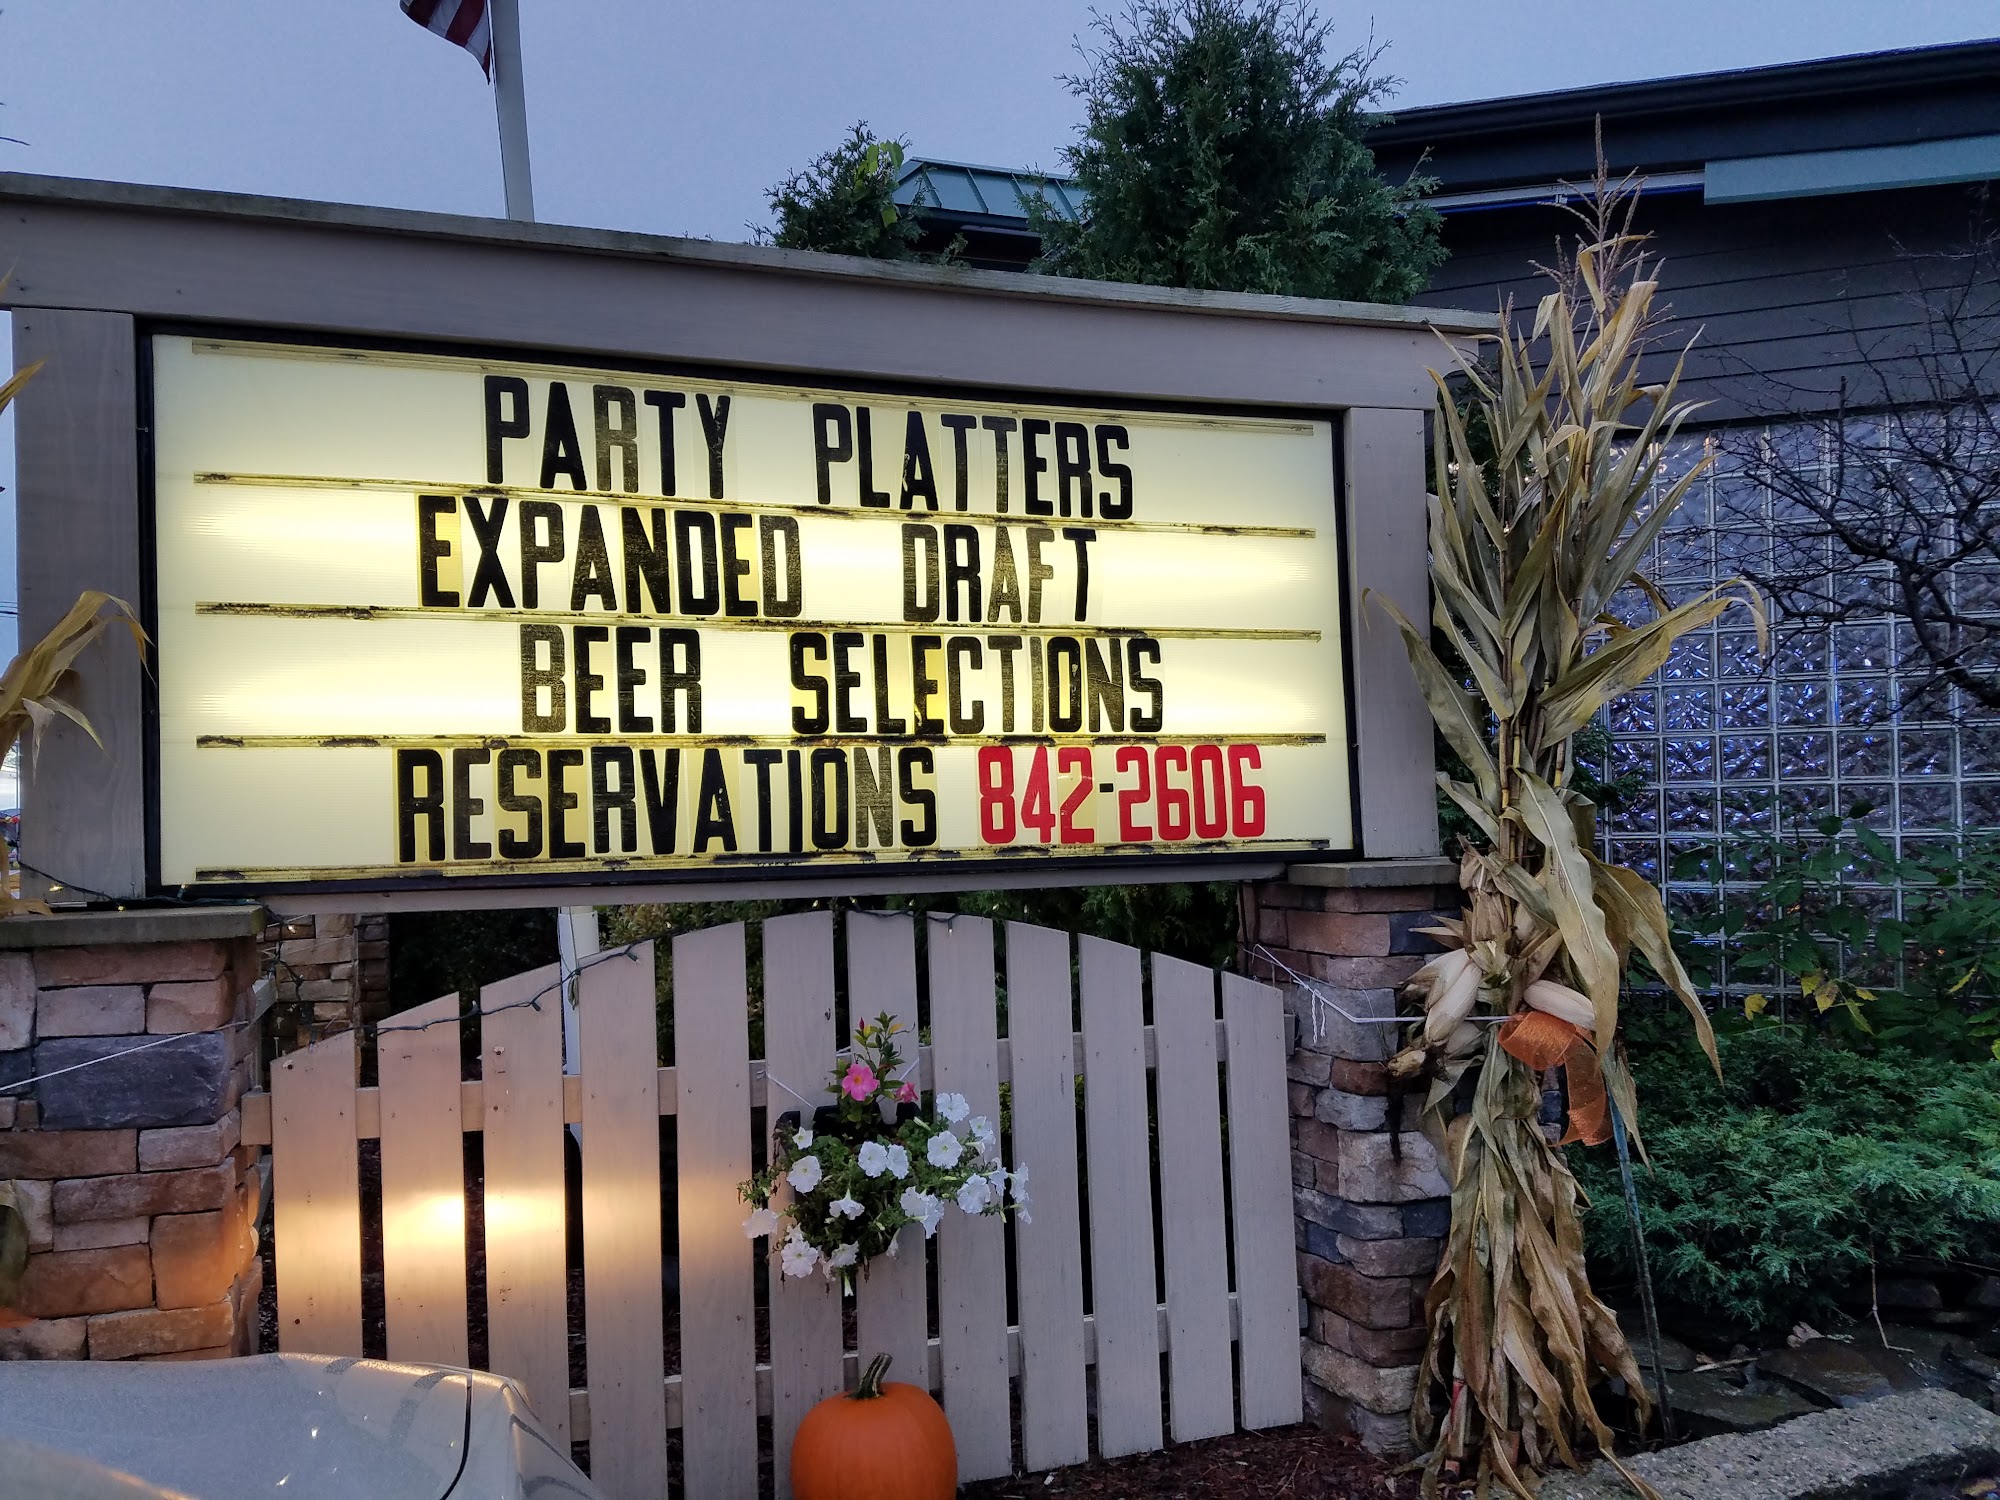 PARTY PLATTERS
EXPANDED DRAFT
BEER SELECTIONS
RESERVATIONS 842-2606